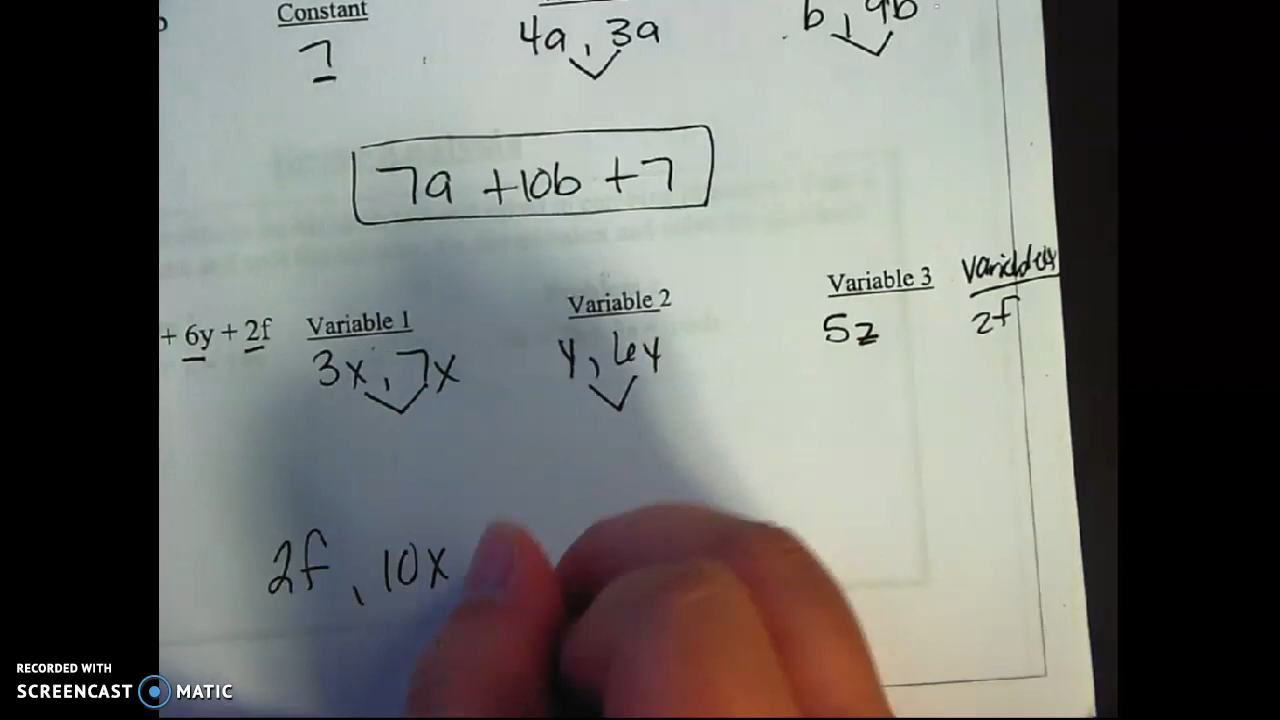 Constant
7
4a, 3a
b, 9b
7a +10b +7
+ 6y + 2f
Variable 1
3x, 7x
Variable 2
y, 6y
Variable 3
5z
2f
2f, 10x
RECORDED WITH
SCREENCAST MATIC